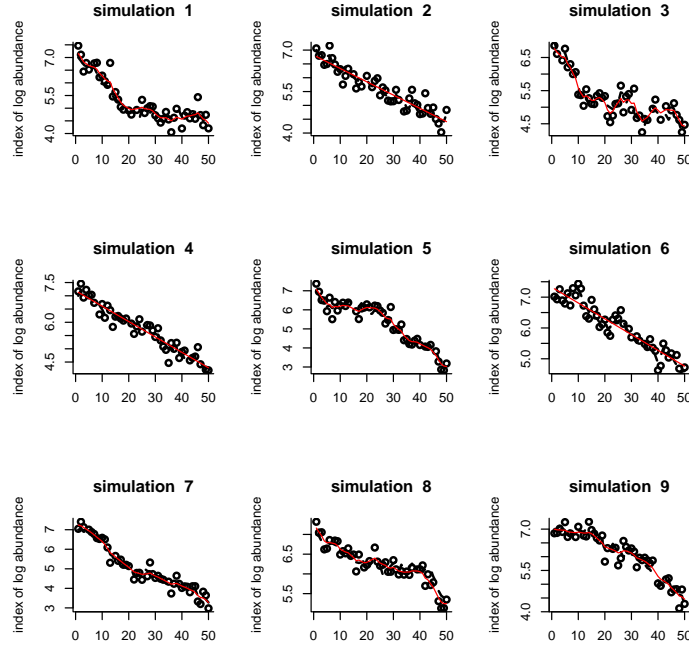 simulation 1
index of log abundance
4.0 5.5 7.0
0 10 20 30 40 50
simulation 2
index of log abundance
4.0 5.5 7.0
0 10 20 30 40 50
simulation 3
index of log abundance
4.5 5.5 6.5
0 10 20 30 40 50
simulation 4
index of log abundance
4.5 6.0 7.5
0 10 20 30 40 50
simulation 5
index of log abundance
3 4 5 6 7
0 10 20 30 40 50
simulation 6
index of log abundance
5.0 6.0 7.0
0 10 20 30 40 50
simulation 7
index of log abundance
3 4 5 6 7
0 10 20 30 40 50
simulation 8
index of log abundance
5.5 6.5
0 10 20 30 40 50
simulation 9
index of log abundance
4.0 5.5 7.0
0 10 20 30 40 50